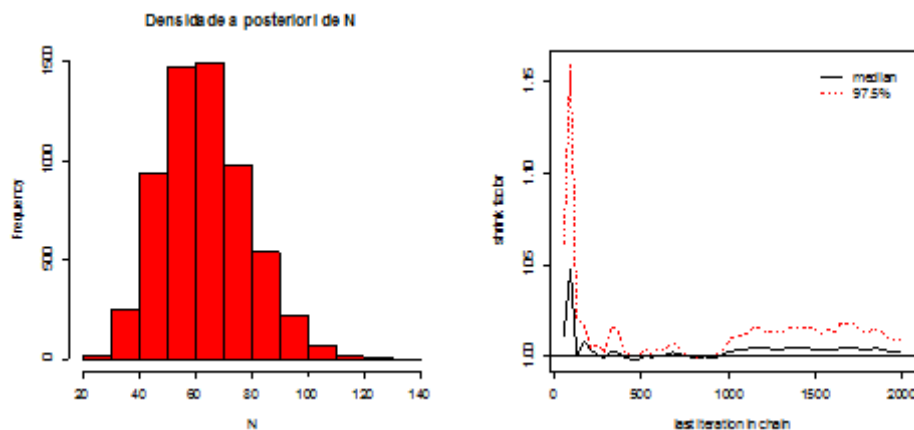 Densidade a posteriori de N
Frequency
1500
1000
500
0
20 40 60 80 100 120 140
N
shrink factor
1.15
1.10
1.05
1.00
median
97.5%
0 500 1000 1500 2000
last iteration in chain